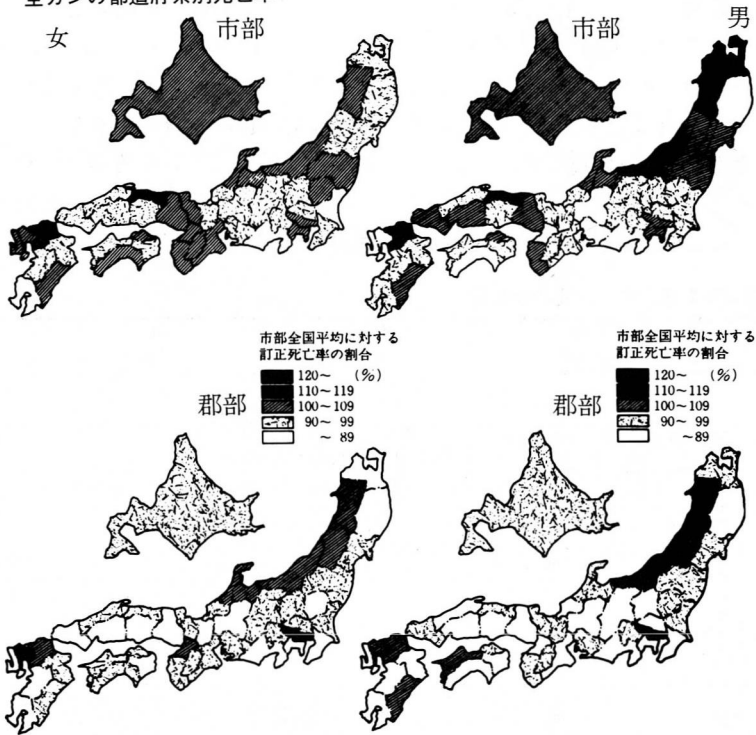 女
市部
市部
男
市部全国平均に対する
訂正死亡率の割合
120~ (%)
110~119
100~109
90~ 99
~ 89
郡部
市部全国平均に対する
訂正死亡率の割合
120~ (%)
110~119
100~109
90~ 99
~89
郡部